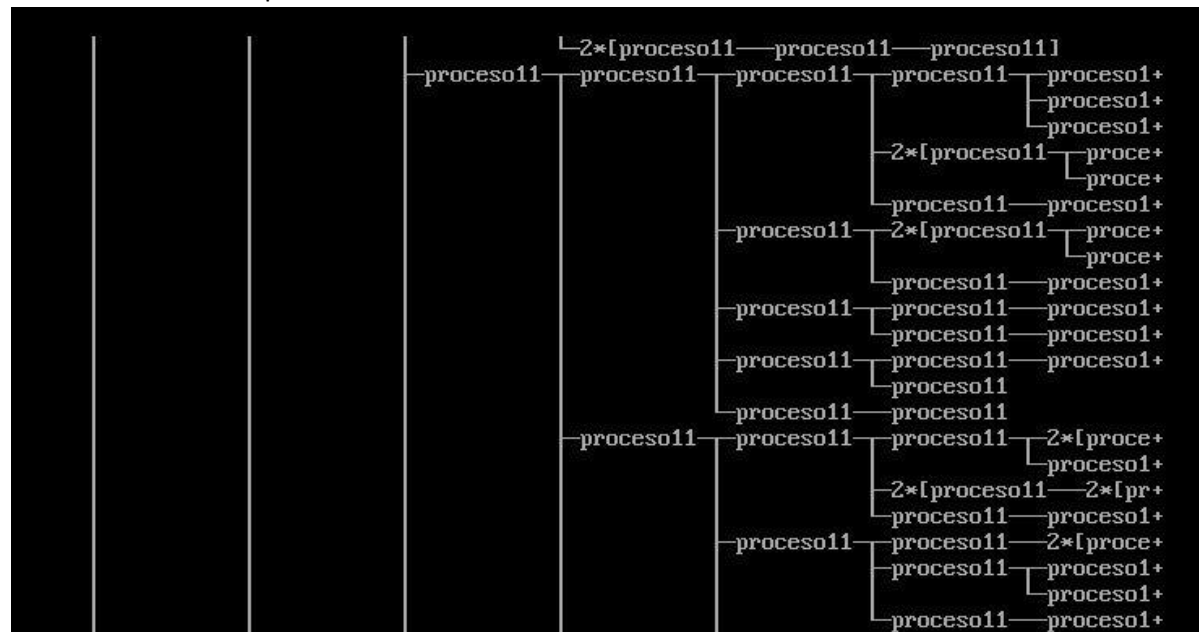 2*[proceso11---proceso11---proceso11]
proceso11 proceso11 proceso11 proceso11 proceso1+
proceso1+
proceso1+
2*[proceso11 proce+
proce+
proceso11 proceso1+
proceso11 2*[proceso11 proce+
proce+
proceso11 proceso1+
proceso11 proceso11 proceso1+
proceso11 proceso1+
proceso11 proceso11 proceso1+
proceso11
proceso11 proceso11
proceso11 proceso11 proceso11 2*[proce+
proceso1+
2*[proceso11 2*[pr+
proceso11 proceso1+
proceso11 proceso11 2*[proce+
proceso11 proceso1+
proceso1+
proceso11 proceso1+